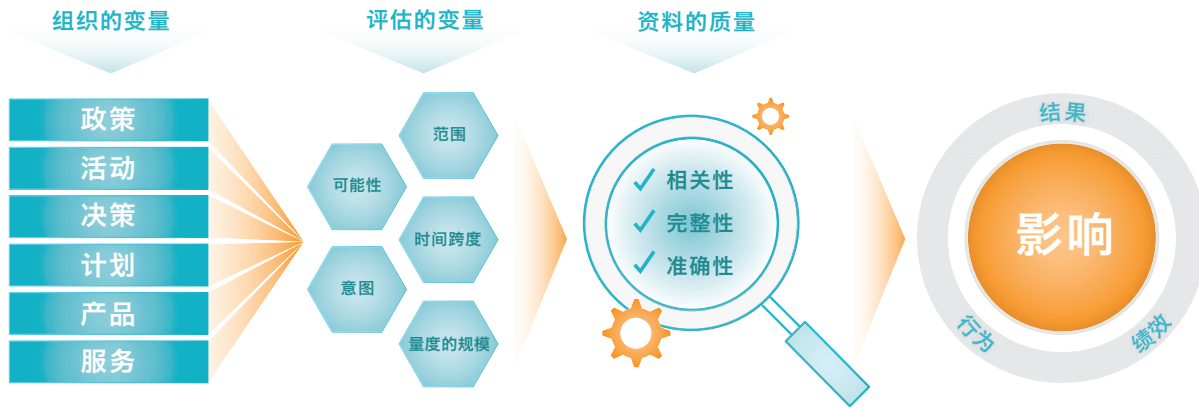 组织的变量
政策
活动
决策
计划
产品
服务
评估的变量
范围
可能性
时间跨度
意图
量度的规模
资料的质量
相关性
完整性
准确性
结果
影响
行为
绩效